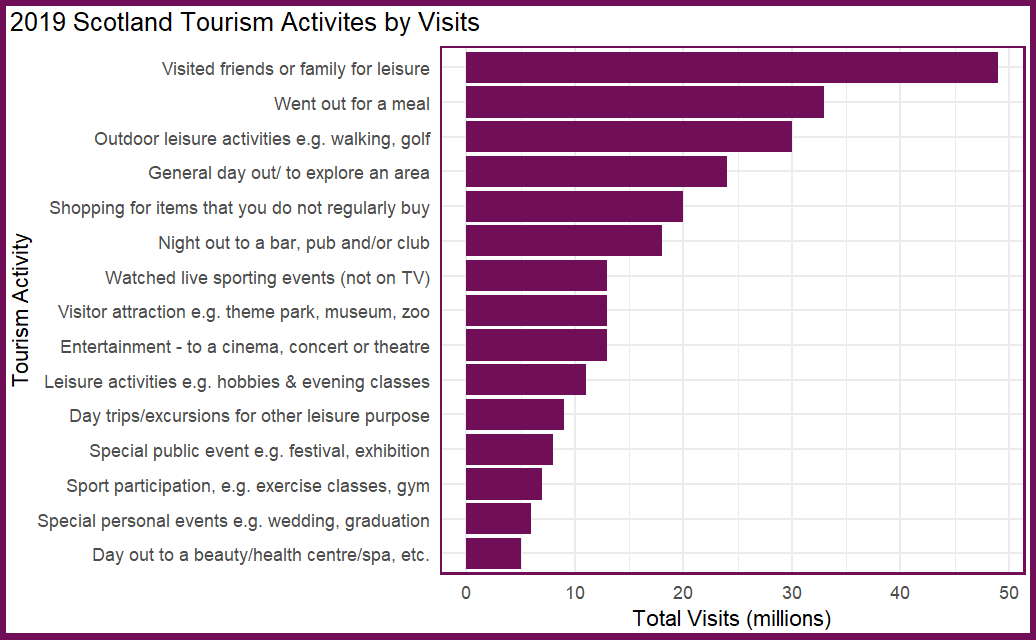 2019 Scotland Tourism Activites by Visits
Tourism Activity
Visited friends or family for leisure
Went out for a meal
Outdoor leisure activities e.g. walking, golf
General day out/ to explore an area
Shopping for items that you do not regularly buy
Night out to a bar, pub and/or club
Watched live sporting events (not on TV)
Visitor attraction e.g. theme park, museum, zoo
Entertainment - to a cinema, concert or theatre
Leisure activities e.g. hobbies & evening classes
Day trips/excursions for other leisure purpose
Special public event e.g. festival, exhibition
Sport participation, e.g. exercise classes, gym
Special personal events e.g. wedding, graduation
Day out to a beauty/health centre/spa, etc.
0 10 20 30 40 50
Total Visits (millions)